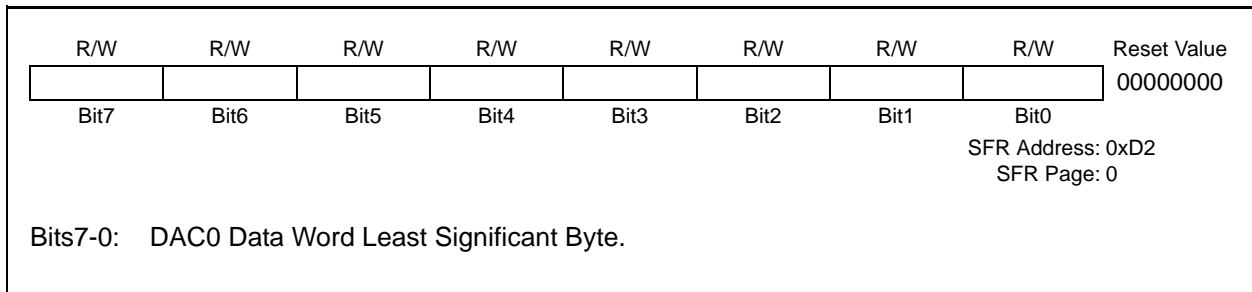 R/W R/W R/W R/W R/W R/W R/W R/W Reset Value
00000000
Bit7 Bit6 Bit5 Bit4 Bit3 Bit2 Bit1 Bit0
SFR Address: 0xD2
SFR Page: 0
Bits7-0: DAC0 Data Word Least Significant Byte.